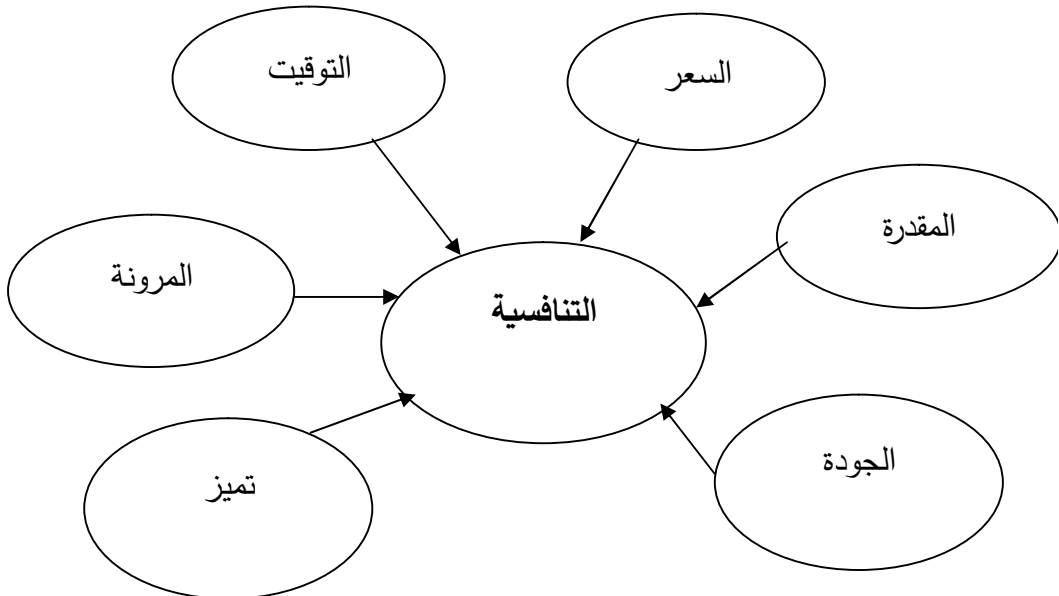 السعر
التوقيت
المقدرة
المرونة
التنافسية
الجودة
تميز